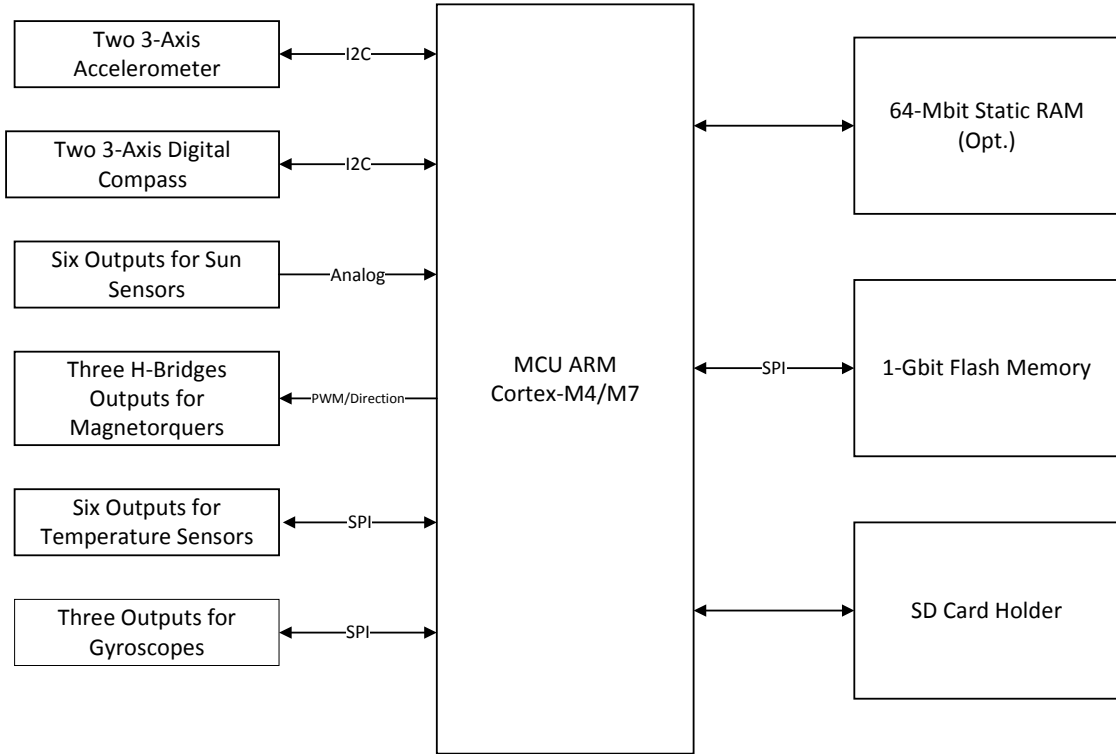 Two 3-Axis
Accelerometer
I2C
Two 3-Axis Digital
Compass
I2C
Six Outputs for Sun
Sensors
Analog
Three H-Bridges
Outputs for
Magnetorquers
PWM/Direction
Six Outputs for
Temperature Sensors
SPI
Three Outputs for
Gyroscopes
SPI
MCU ARM
Cortex-M4/M7
64-Mbit Static RAM
(Opt.)
SPI
1-Gbit Flash Memory
SD Card Holder